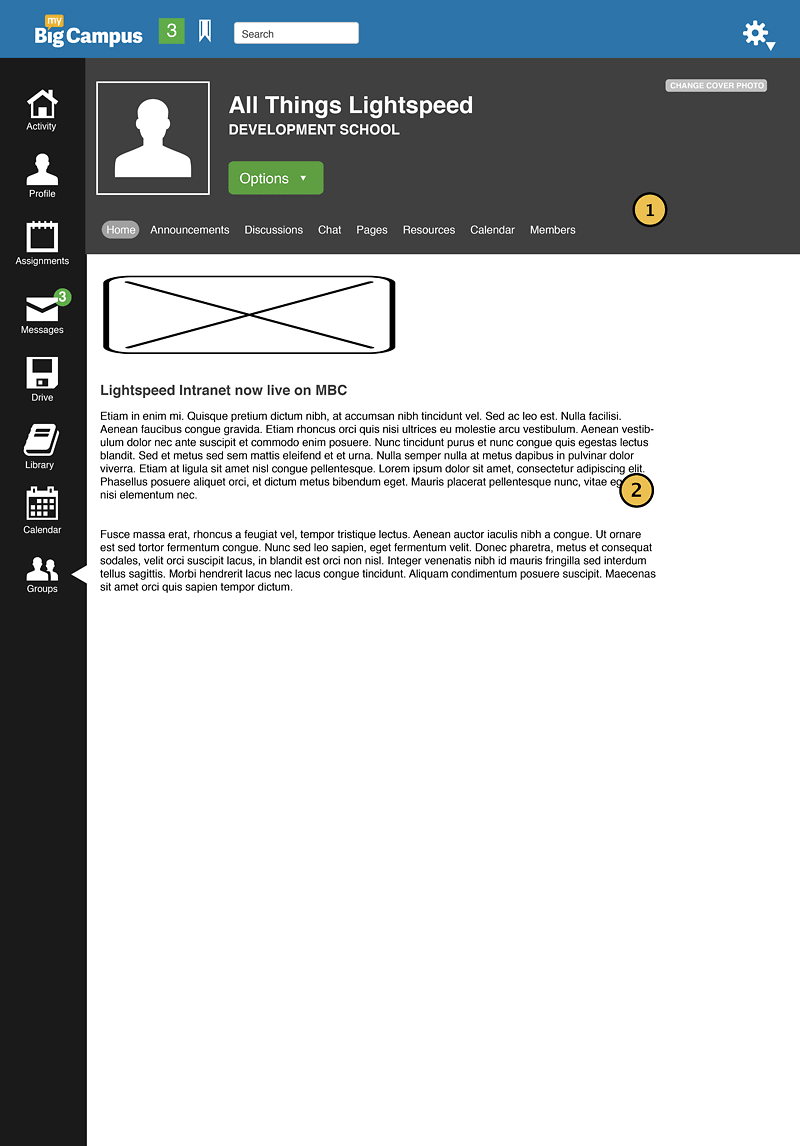 my
Big Campus
3
Search
CHANGE COVER PHOTO
All Things Lightspeed
DEVELOPMENT SCHOOL
Options
1
Home Announcements Discussions Chat Pages Resources Calendar Members
Activity
Profile
Assignments
3
Messages
Drive
Library
Calendar
Groups
Lightspeed Intranet now live on MBC
Etiam in enim mi. Quisque pretium dictum nibh, at accumsan nibh tincidunt vel. Sed ac leo est. Nulla facilisi.
Aenean faucibus congue gravida. Etiam rhoncus orci quis nisi ultrices eu molestie arcu vestibulum. Aenean vestib-
ulum dolor nec ante suscipit et commodo enim posuere. Nunc tincidunt purus et nunc congue quis egestas lectus
blandit. Sed et metus sed sem mattis eleifend et et urna. Nulla semper nulla at metus dapibus in pulvinar dolor
viverra. Etiam at ligula sit amet nisl congue pellentesque. Lorem ipsum dolor sit amet, consectetur adipiscing elit.
Phasellus posuere aliquet orci, et dictum metus bibendum eget. Mauris placerat pellentesque nunc, vitae
nisi elementum nec.
2
Fusce massa erat, rhoncus a feugiat vel, tempor tristique lectus. Aenean auctor iaculis nibh a congue. Ut ornare
est sed tortor fermentum congue. Nunc sed leo sapien, eget fermentum velit. Donec pharetra, metus et consequat
sodales, velit orci suscipit lacus, in blandit est orci non nisl. Integer venenatis nibh id mauris fringilla sed interdum
tellus sagittis. Morbi hendrerit lacus nec lacus congue tincidunt. Aliquam condimentum posuere suscipit. Maecenas
sit amet orci quis sapien tempor dictum.